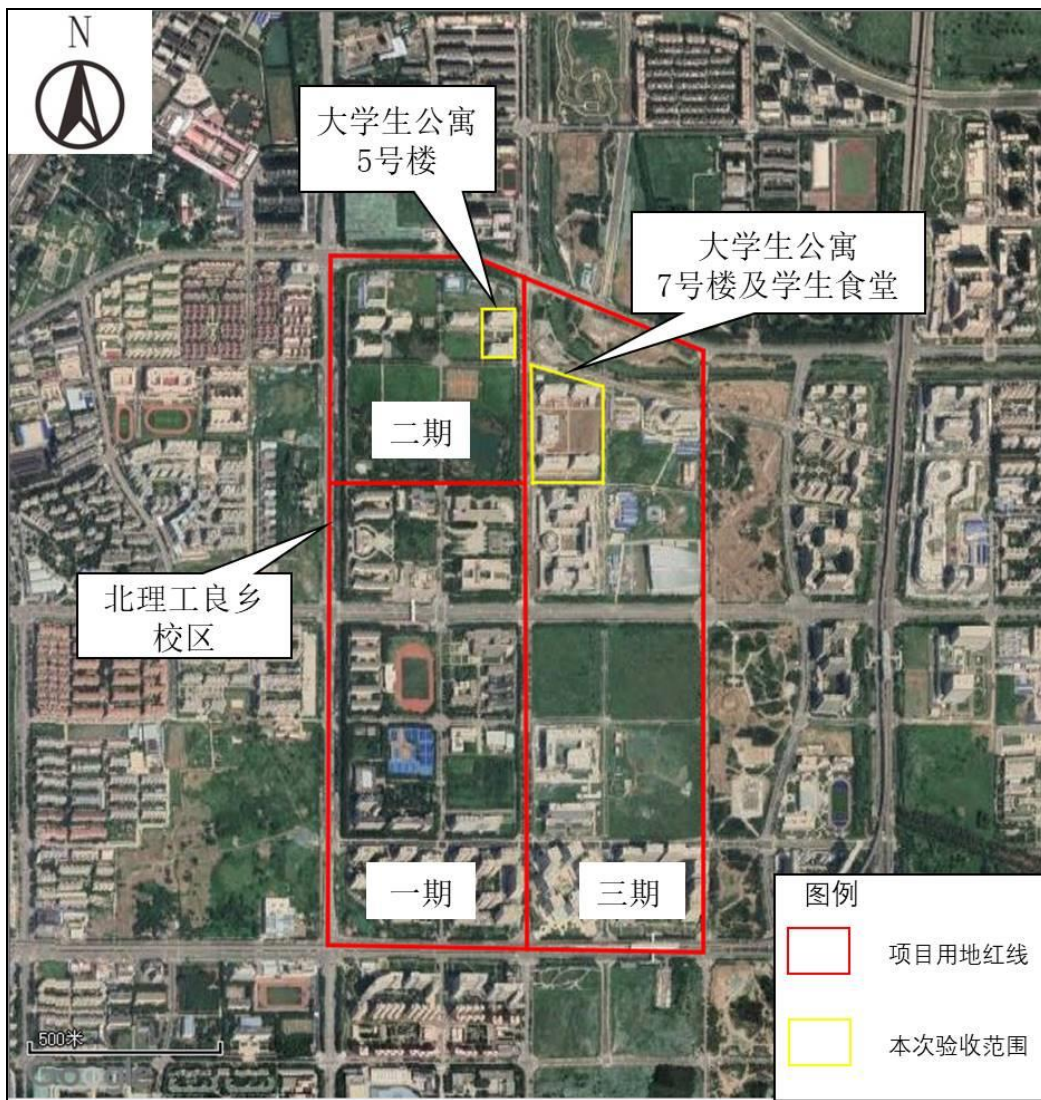 N
大学生公寓
5号楼
大学生公寓
7号楼及学生食堂
二期
北理工良乡
校区
一期
三期
图例
项目用地红线
本次验收范围
500米